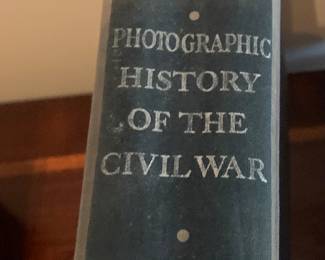 PHOTOGRAPHIC
HISTORY
OF THE
CIVIL WAR